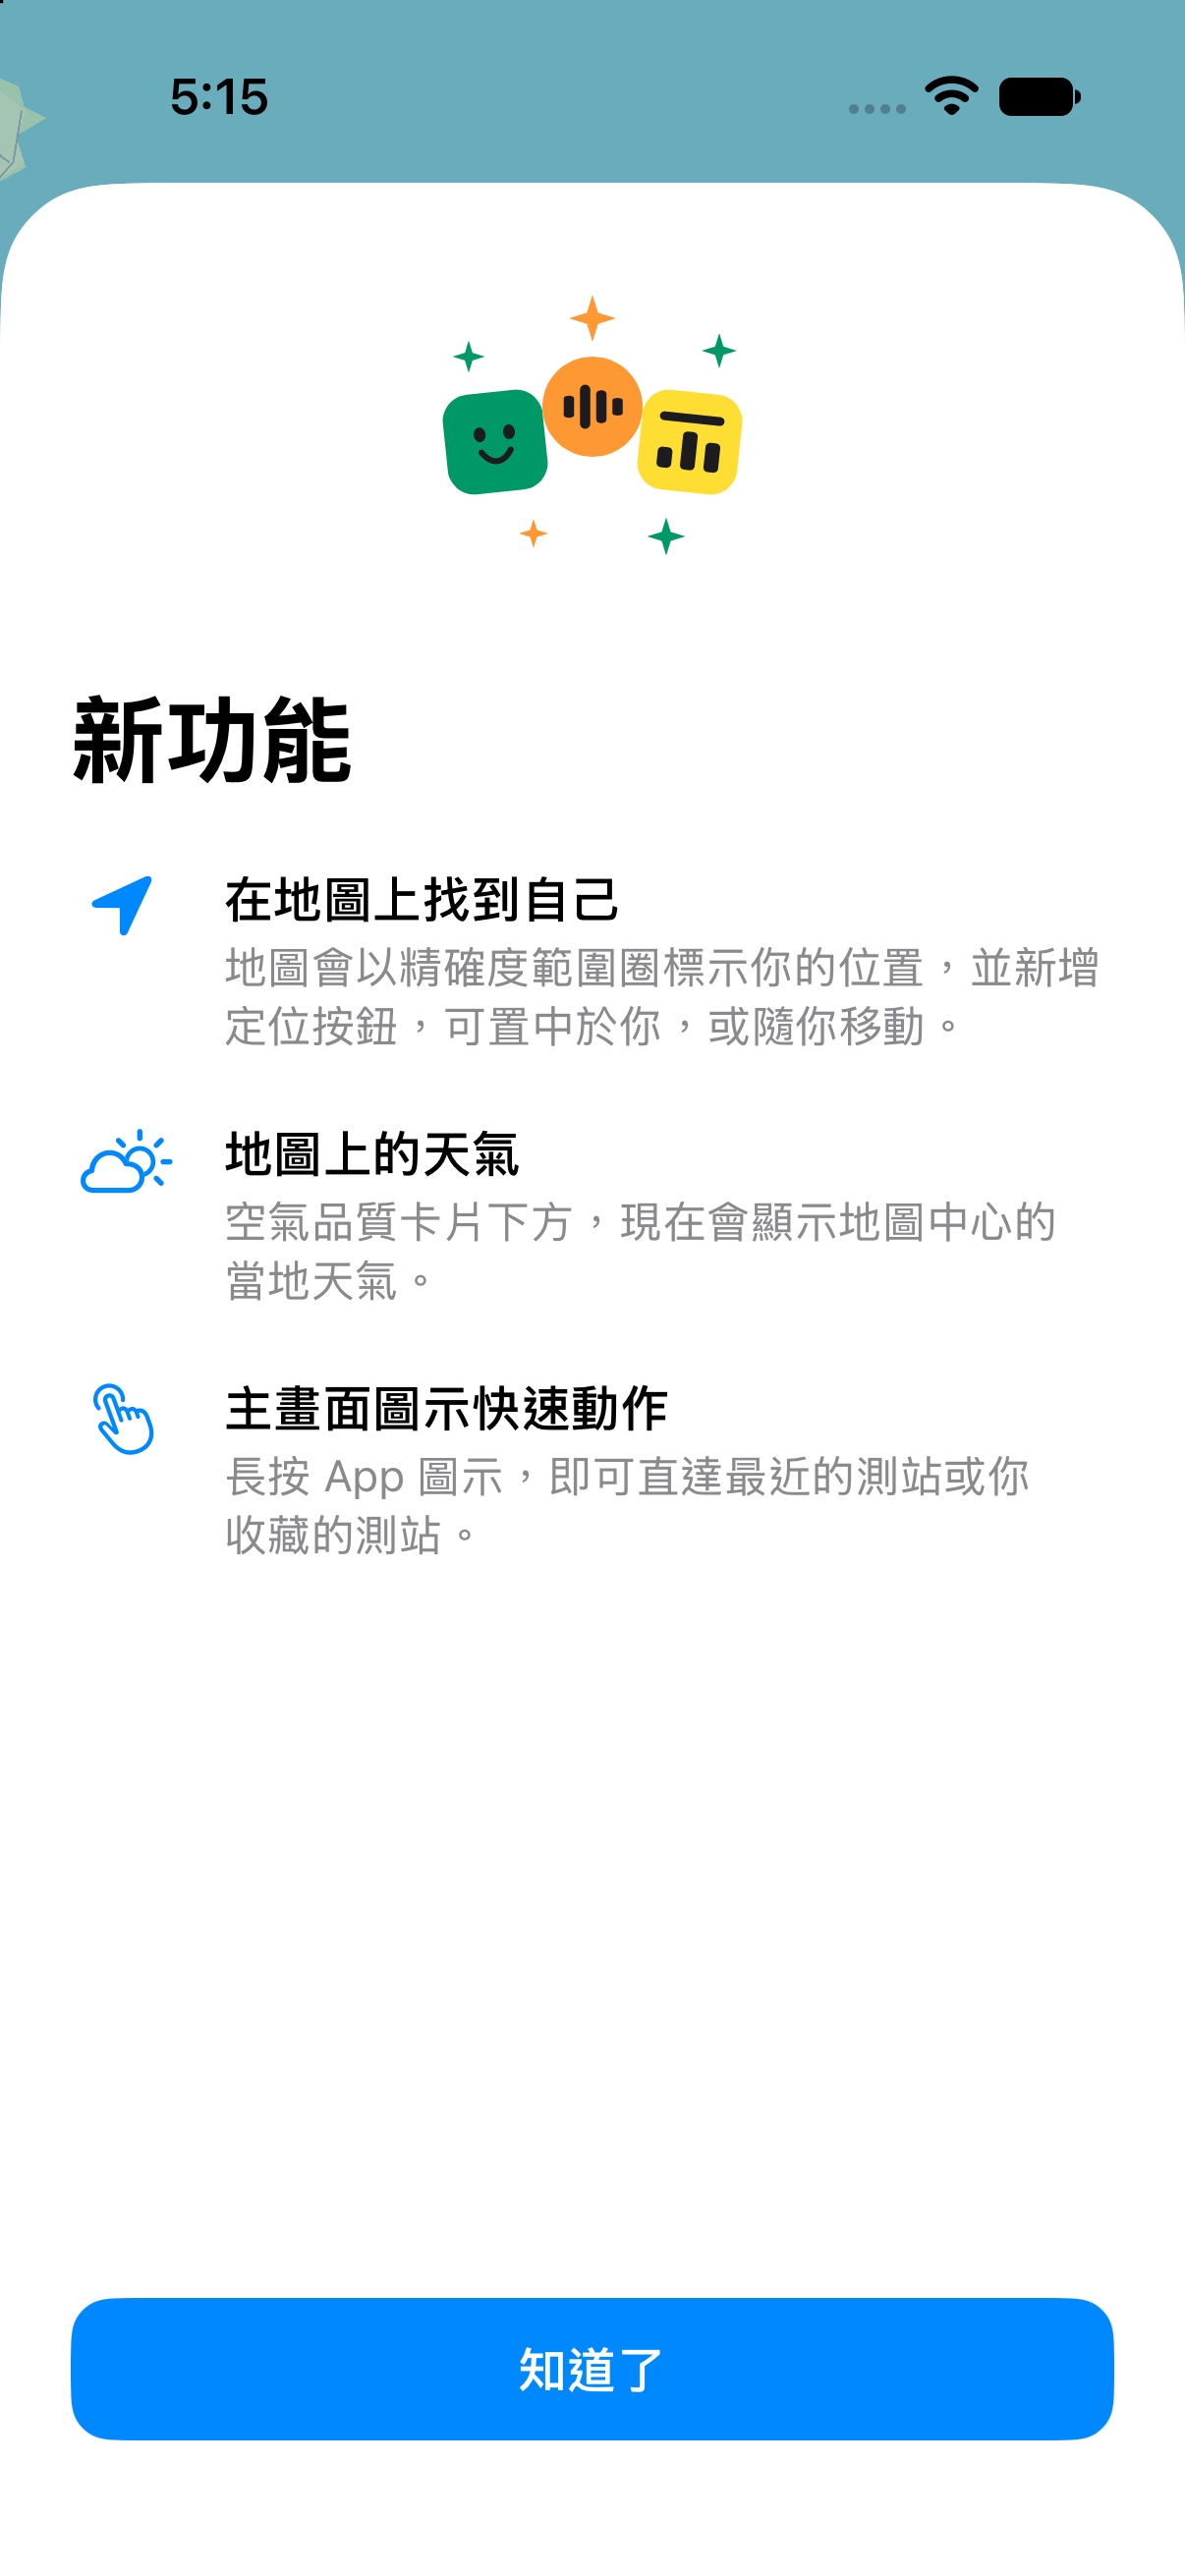 5:15
新功能
在地圖上找到自己
地圖會以精確度範圍圈標示你的位置，並新增
定位按鈕，可置中於你，或隨你移動。
地圖上的天氣
空氣品質卡片下方，現在會顯示地圖中心的
當地天氣。
主畫面圖示快速動作
長按 App 圖示，即可直達最近的測站或你
收藏的測站。
知道了